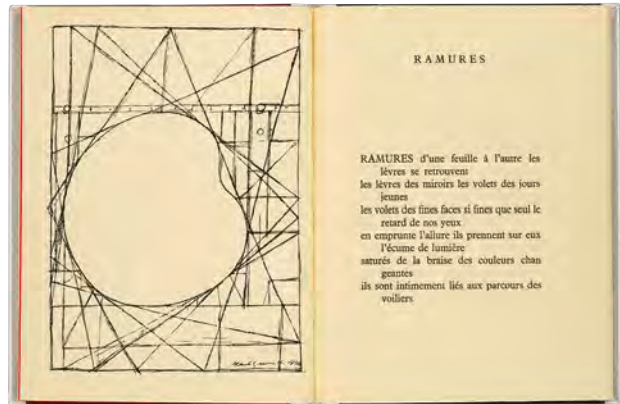 RAMURES
RAMURES d'une feuille à l'autre les
lèvres se retrouvent
les lèvres des miroirs les volets des jours
jeunes
les volets des fines faces si fines que seul le
retard de nos yeux
en emprunte l'allure ils prennent sur eux
l'écume de lumière
saturés de la braise des couleurs chan
geantes
ils sont intimement liés aux parcours des
voiliers